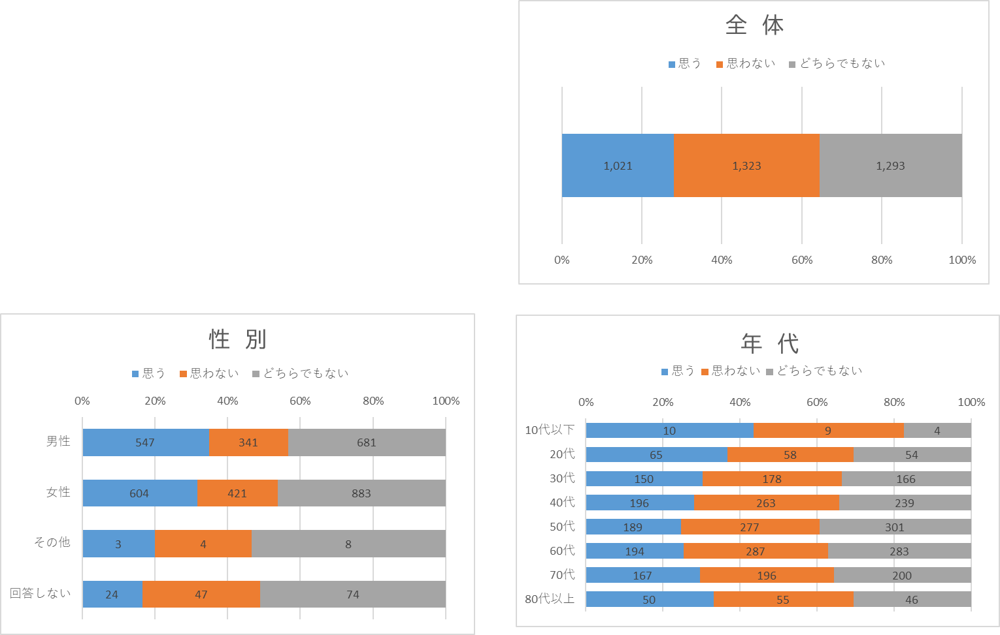 全 体
思う 思わない どちらでもない
1,021 1,323 1,293
0% 20% 40% 60% 80% 100%
性 別
思う 思わない どちらでもない
0% 20% 40% 60% 80% 100%
男性 547 341 681
女性 604 421 883
その他 3 4 8
回答しない 24 47 74
年 代
思う 思わない どちらでもない
0% 20% 40% 60% 80% 100%
10代以下 10 9 4
20代 65 58 54
30代 150 178 166
40代 196 263 239
50代 189 277 301
60代 194 287 283
70代 167 196 200
80代以上 50 55 46